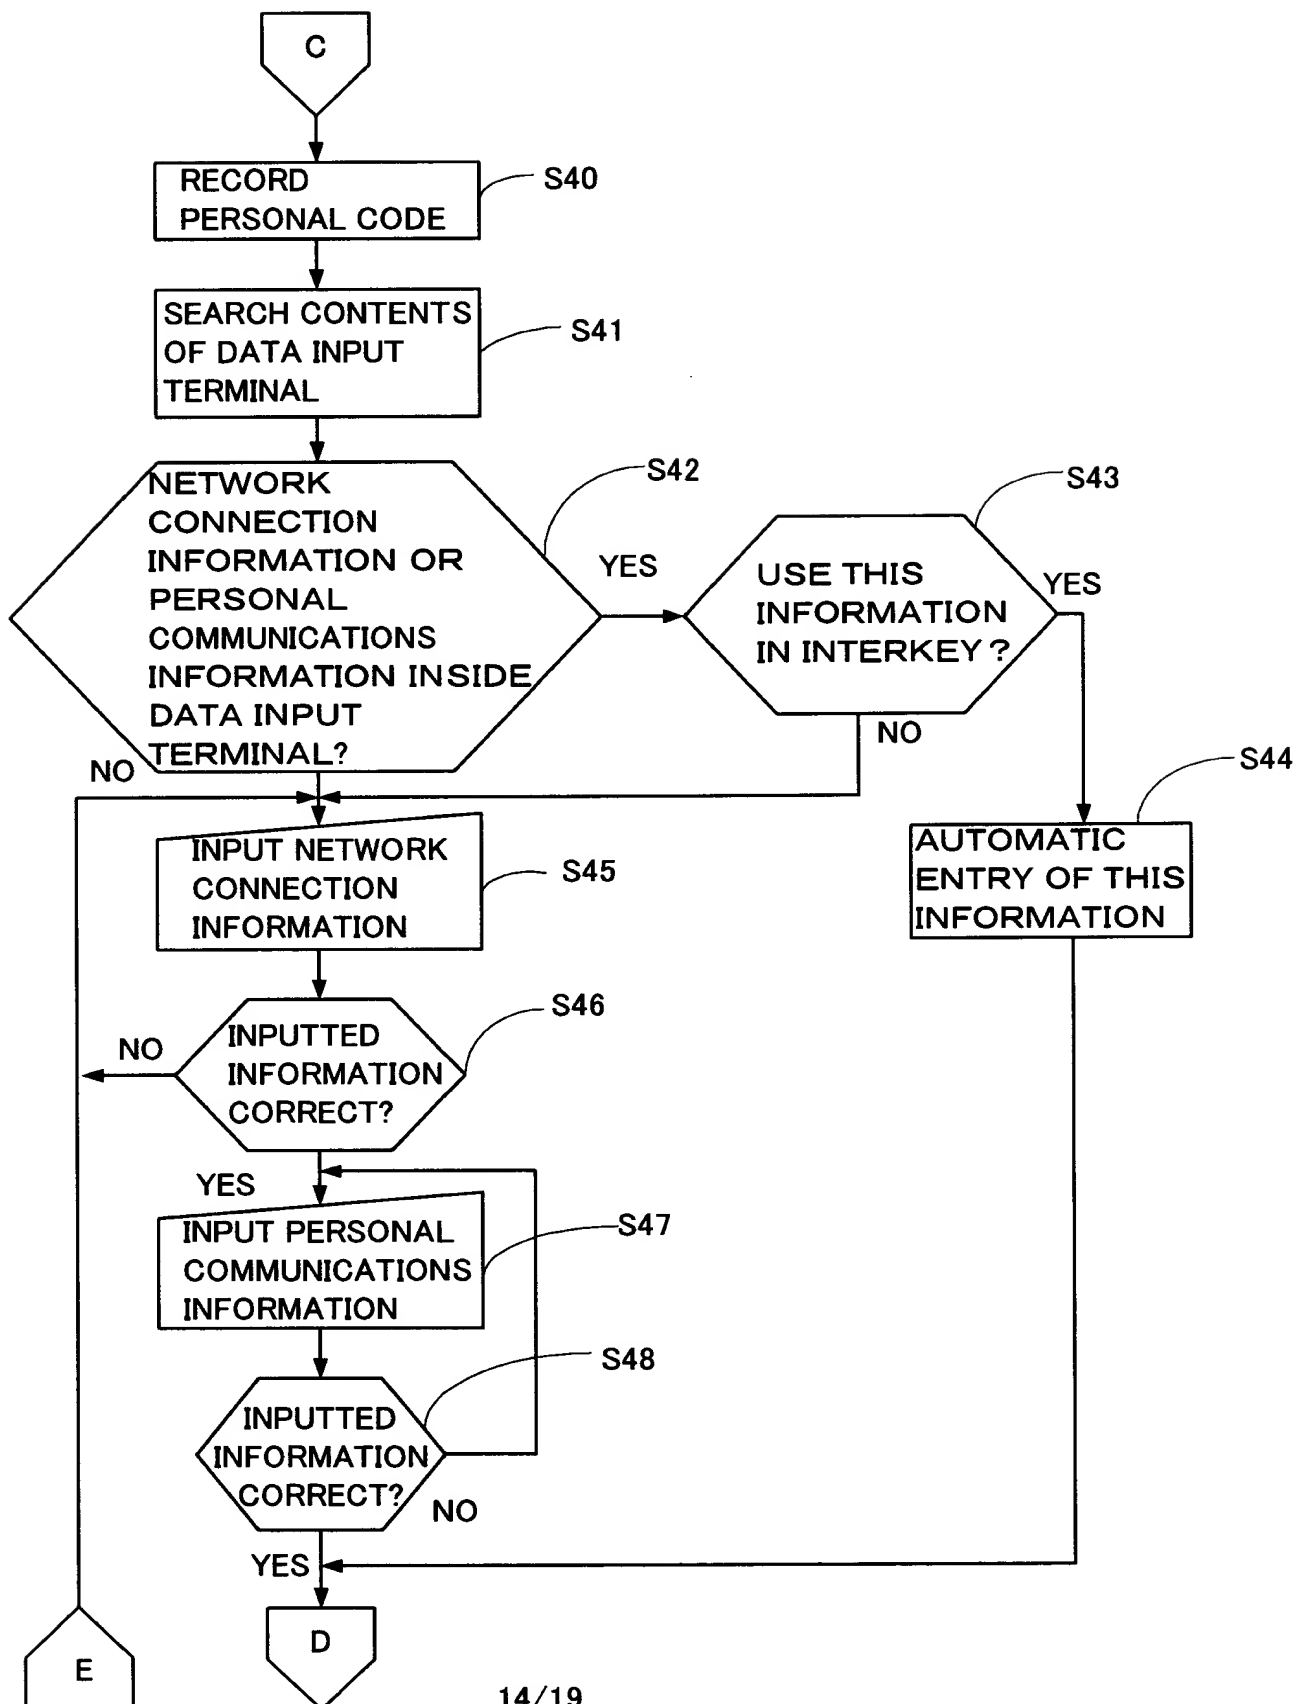 C
RECORD
PERSONAL CODE
S40
SEARCH CONTENTS
OF DATA INPUT
TERMINAL
S41
NETWORK
CONNECTION
INFORMATION OR
PERSONAL
COMMUNICATIONS
INFORMATION INSIDE
DATA INPUT
TERMINAL?
S42
YES
NO
USE THIS
INFORMATION
IN INTERKEY?
S43
YES
NO
AUTOMATIC
ENTRY OF THIS
INFORMATION
S44
INPUT NETWORK
CONNECTION
INFORMATION
S45
INPUTTED
INFORMATION
CORRECT?
S46
NO
YES
INPUT PERSONAL
COMMUNICATIONS
INFORMATION
S47
INPUTTED
INFORMATION
CORRECT?
S48
NO
YES
D
E
14/19